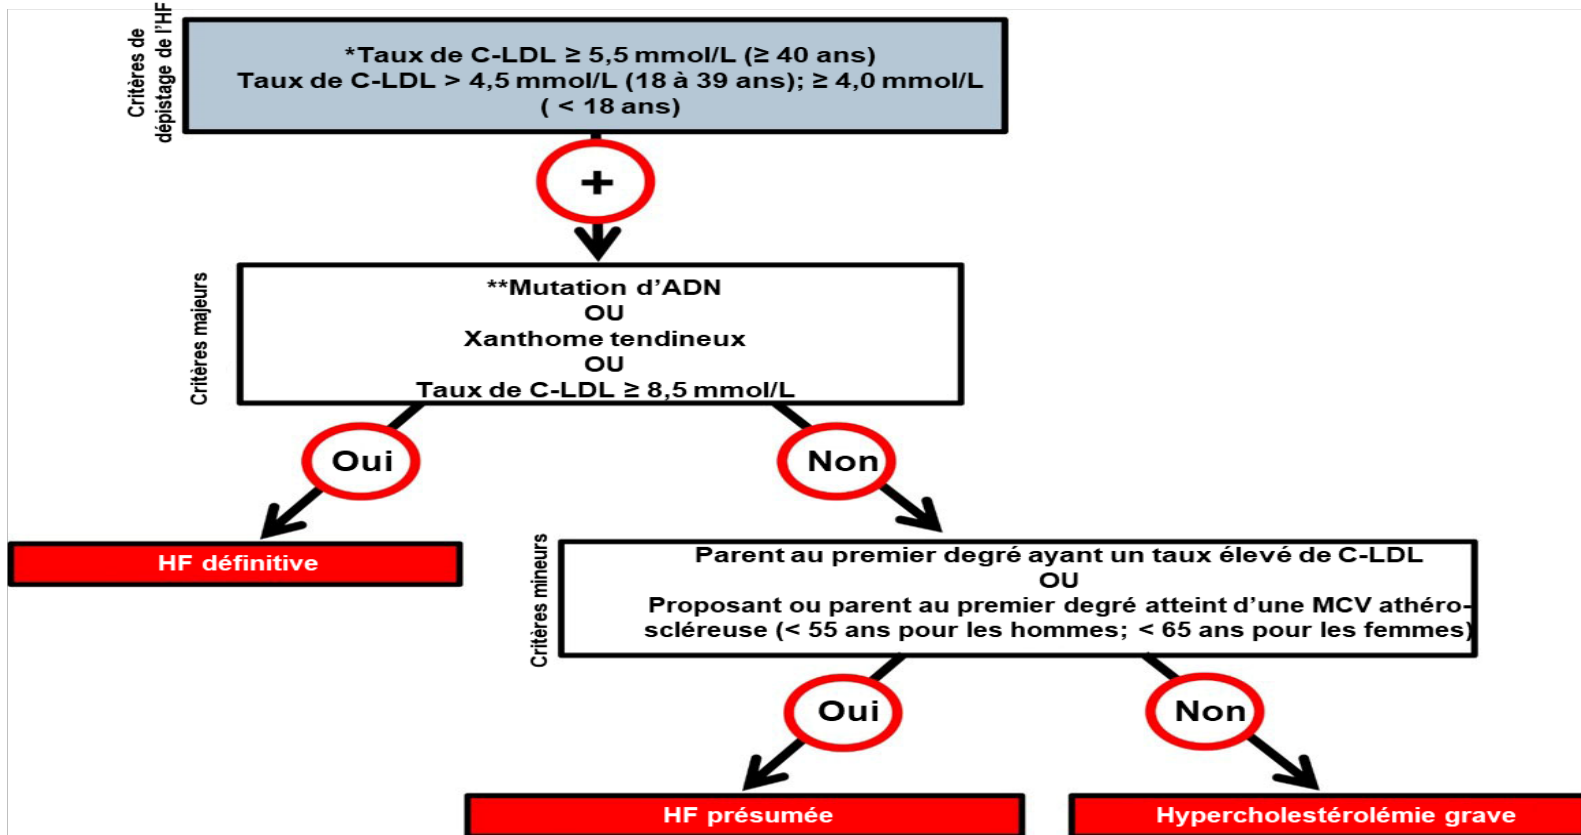 Critères de
dépistage de l'HF
*Taux de C-LDL ≥ 5,5 mmol/L (≥ 40 ans)
Taux de C-LDL > 4,5 mmol/L (18 à 39 ans); ≥ 4,0 mmol/L
( < 18 ans)
+
Critères majeurs
**Mutation d'ADN
OU
Xanthome tendineux
OU
Taux de C-LDL ≥ 8,5 mmol/L
Oui
Non
HF définitive
Critères mineurs
Parent au premier degré ayant un taux élevé de C-LDL
OU
Proposant ou parent au premier degré atteint d'une MCV athéro-
scléreuse (< 55 ans pour les hommes; < 65 ans pour les femmes)
Oui
Non
HF présumée
Hypercholestérolémie grave